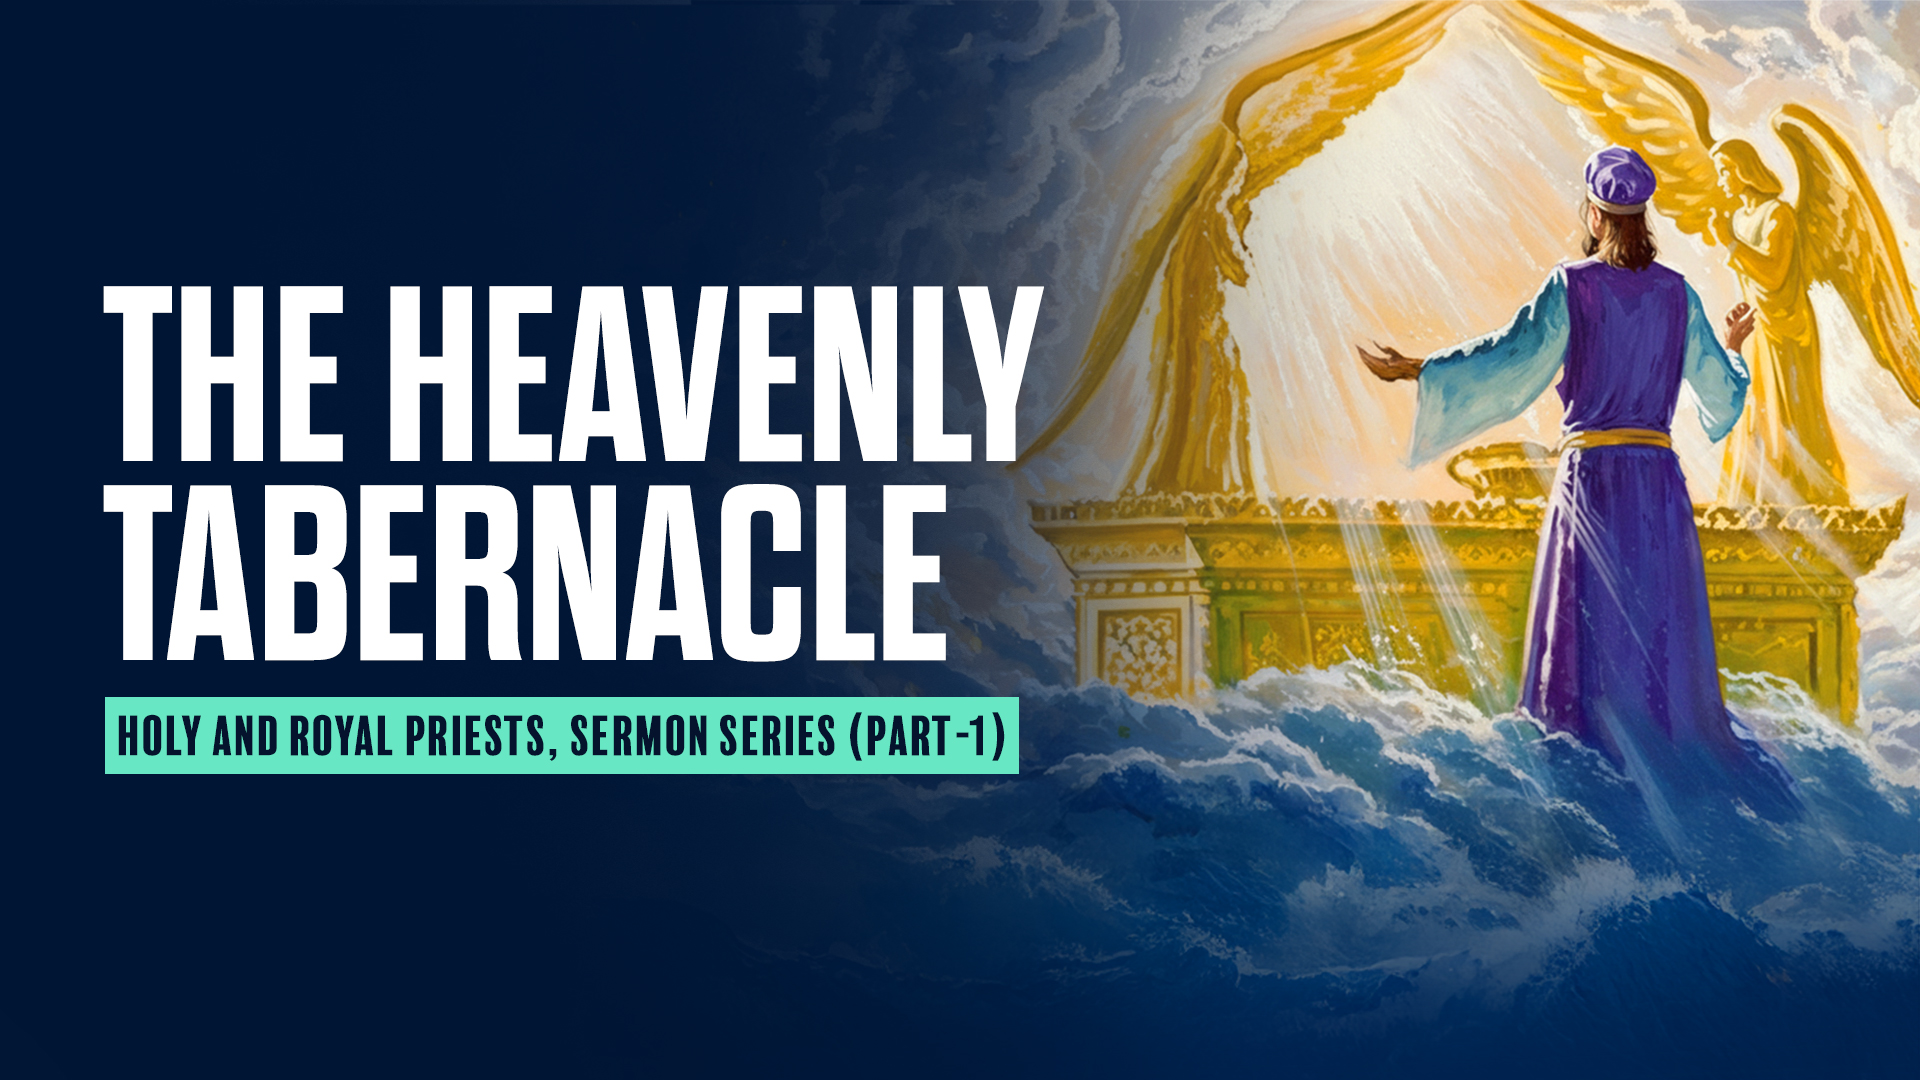 THE HEAVENLY
TABERNACLE
HOLY AND ROYAL PRIESTS, SERMON SERIES (PART-1)